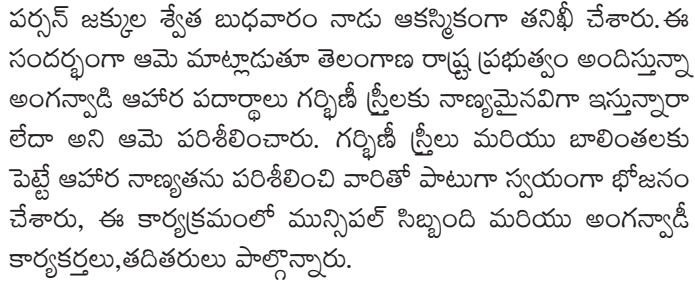 పర్సన్ జక్కుల శ్వేత బుధవారం నాడు ఆకస్మికంగా తనిఖీ చేశారు.ఈ
సందర్భంగా ఆమె మాట్లాడుతూ తెలంగాణ రాష్ట్ర ప్రభుత్వం అందిస్తున్నా
అంగన్వాడి ఆహార పదార్థాలు గర్భిణీ స్త్రీలకు నాణ్యమైనవిగా ఇస్తున్నారా
లేదా అని ఆమె పరిశీలించారు. గర్భిణీ స్త్రీలు మరియు బాలింతలకు
పెట్టే ఆహార నాణ్యతను పరిశీలించి వారితో పాటుగా స్వయంగా భోజనం
చేశారు, ఈ కార్యక్రమంలో మున్సిపల్ సిబ్బంది మరియు అంగన్వాడీ
కార్యకర్తలు,తదితరులు పాల్గొన్నారు.